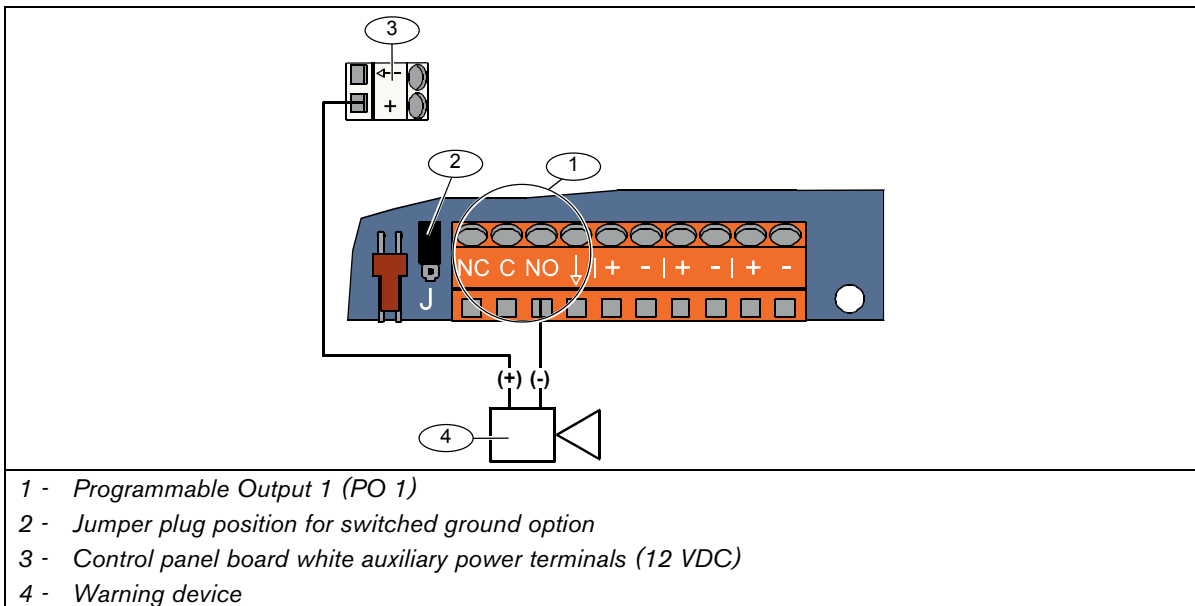 3
+
2
1
NC C NO | + - | + - | + -
J
(+) (-)
4
1 - Programmable Output 1 (PO 1)
2 - Jumper plug position for switched ground option
3 - Control panel board white auxiliary power terminals (12 VDC)
4 - Warning device